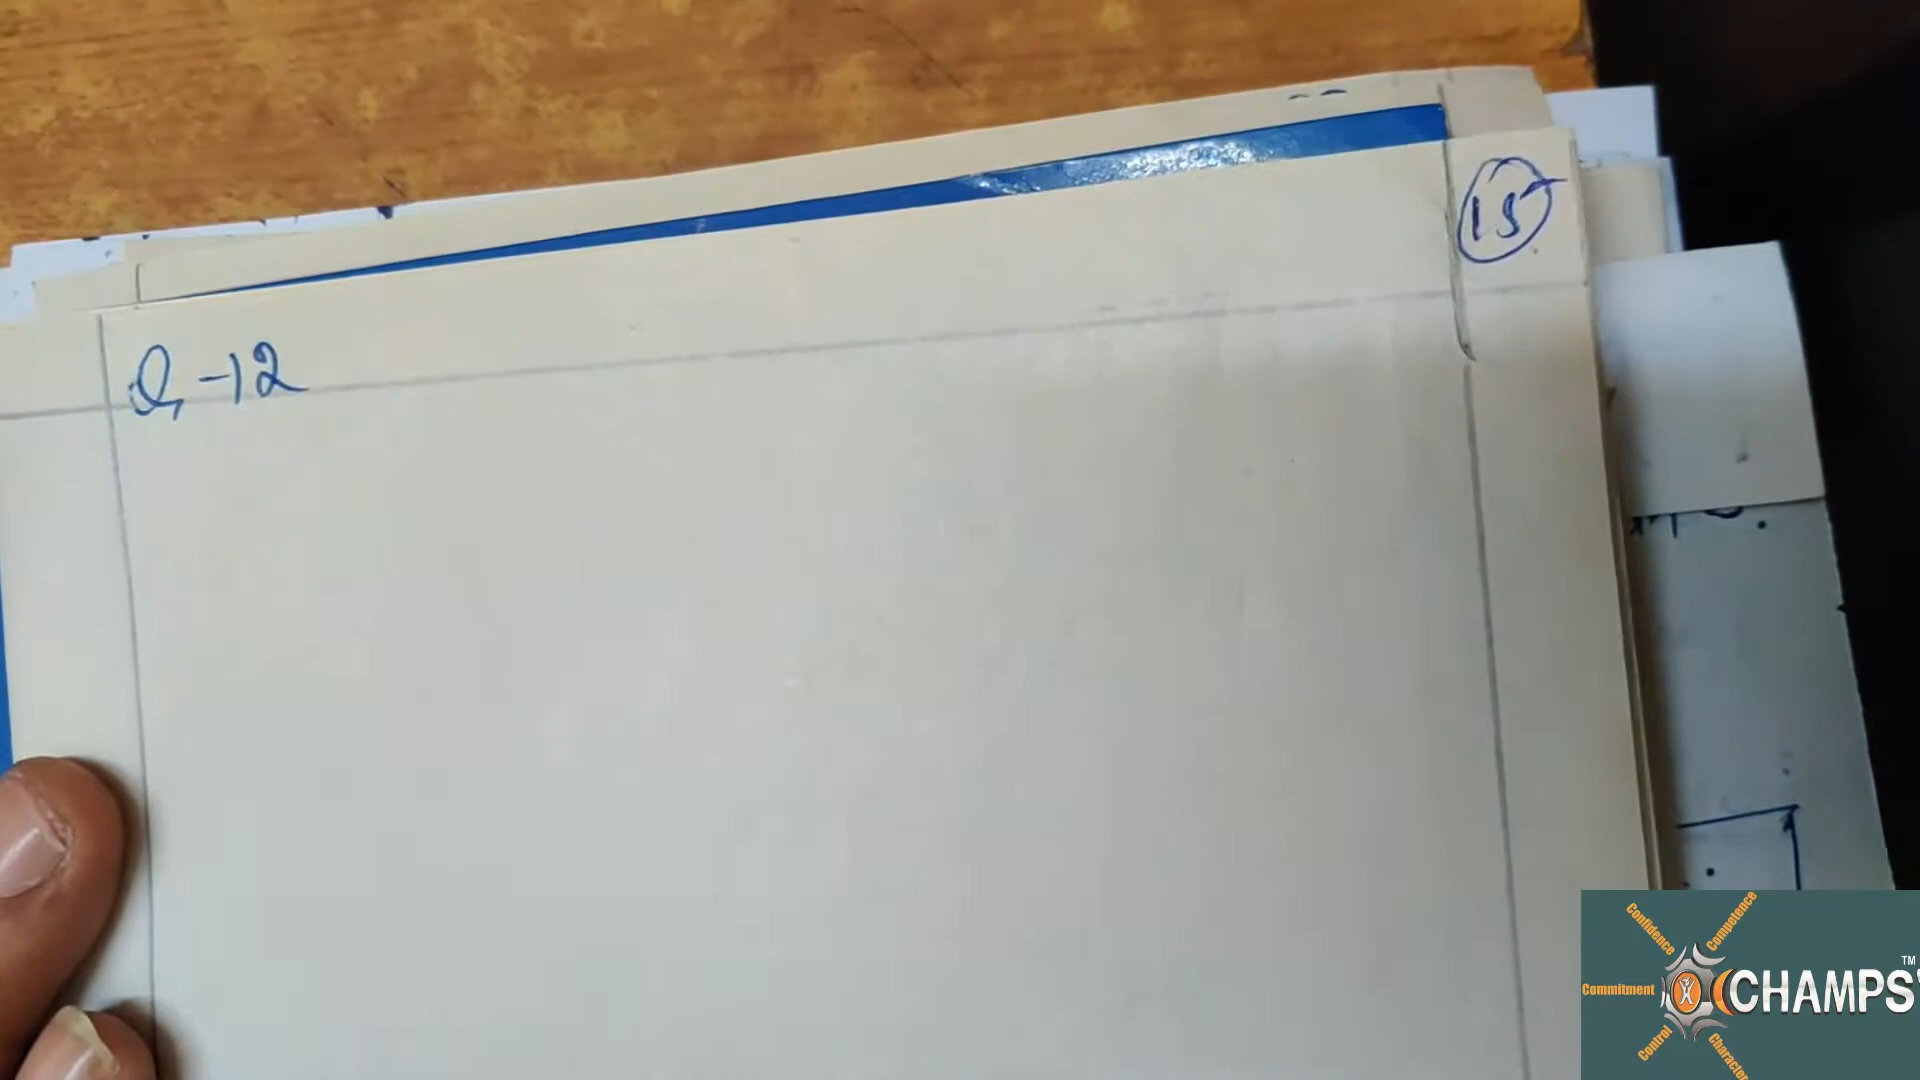 15
Q-12
Confidence
Competence
Commitment
CHAMPS
TM
Control
Character